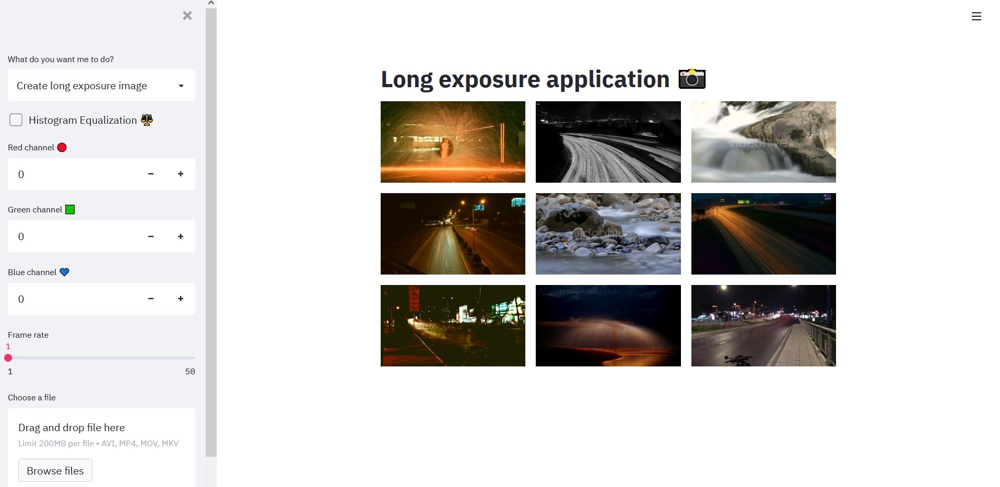 What do you want me to do?
Create long exposure image
Histogram Equalization
Red channel
0
Green channel
0
Blue channel
0
Frame rate
1
1 50
Choose a file
Drag and drop file here
Limit 200MB per file • AVI, MP4, MOV, MKV
Browse files
Long exposure application
videohive
videohive
NightHawkInLight